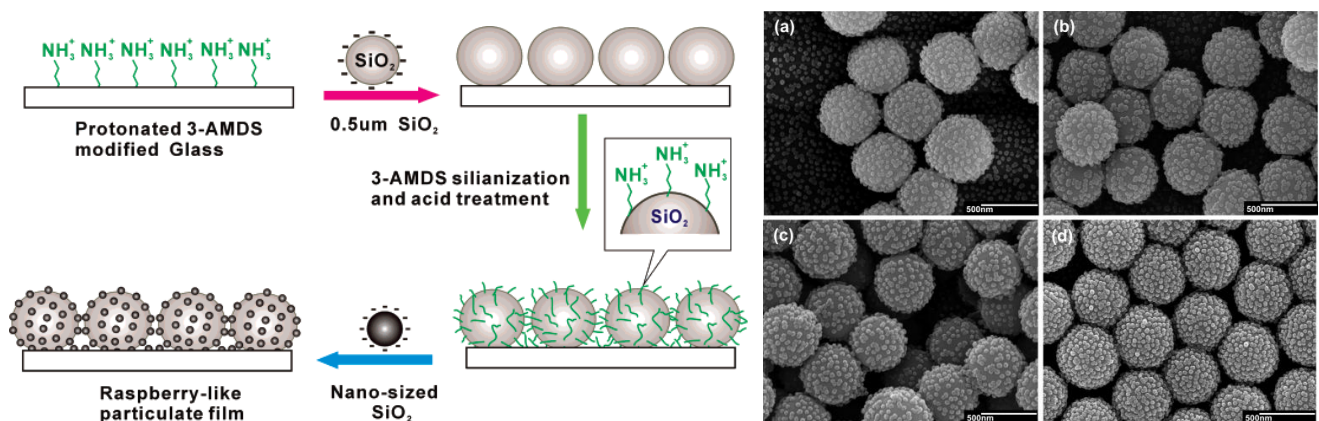 NH₃⁺ NH₃⁺ NH₃⁺ NH₃⁺ NH₃⁺ NH₃⁺
Protonated 3-AMDS
modified Glass
SiO₂
0.5um SiO₂
3-AMDS silianization
and acid treatment
NH₃⁺
NH₃⁺
NH₃⁺
SiO₂
Nano-sized
SiO₂
Raspberry-like
particulate film
(a)
500nm
(b)
500nm
(c)
500nm
(d)
500nm